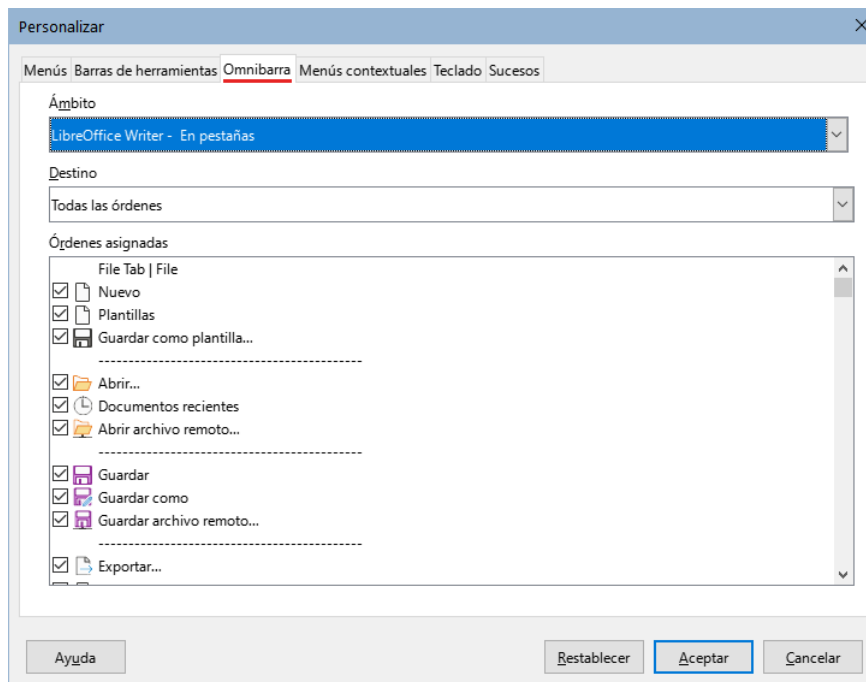 Personalizar
Menús Barras de herramientas Omnibarra Menús contextuales Teclado Sucesos
Ámbito
LibreOffice Writer - En pestañas
Destino
Todas las órdenes
Órdenes asignadas
File Tab | File
Nuevo
Plantillas
Guardar como plantilla...
--------------------------------------------
Abrir...
Documentos recientes
Abrir archivo remoto...
--------------------------------------------
Guardar
Guardar como
Guardar archivo remoto...
--------------------------------------------
Exportar...
Ayuda Restablecer Aceptar Cancelar